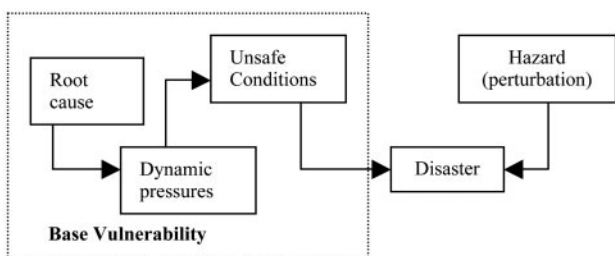 Root
cause
Dynamic
pressures
Unsafe
Conditions
Base Vulnerability
Hazard
(perturbation)
Disaster